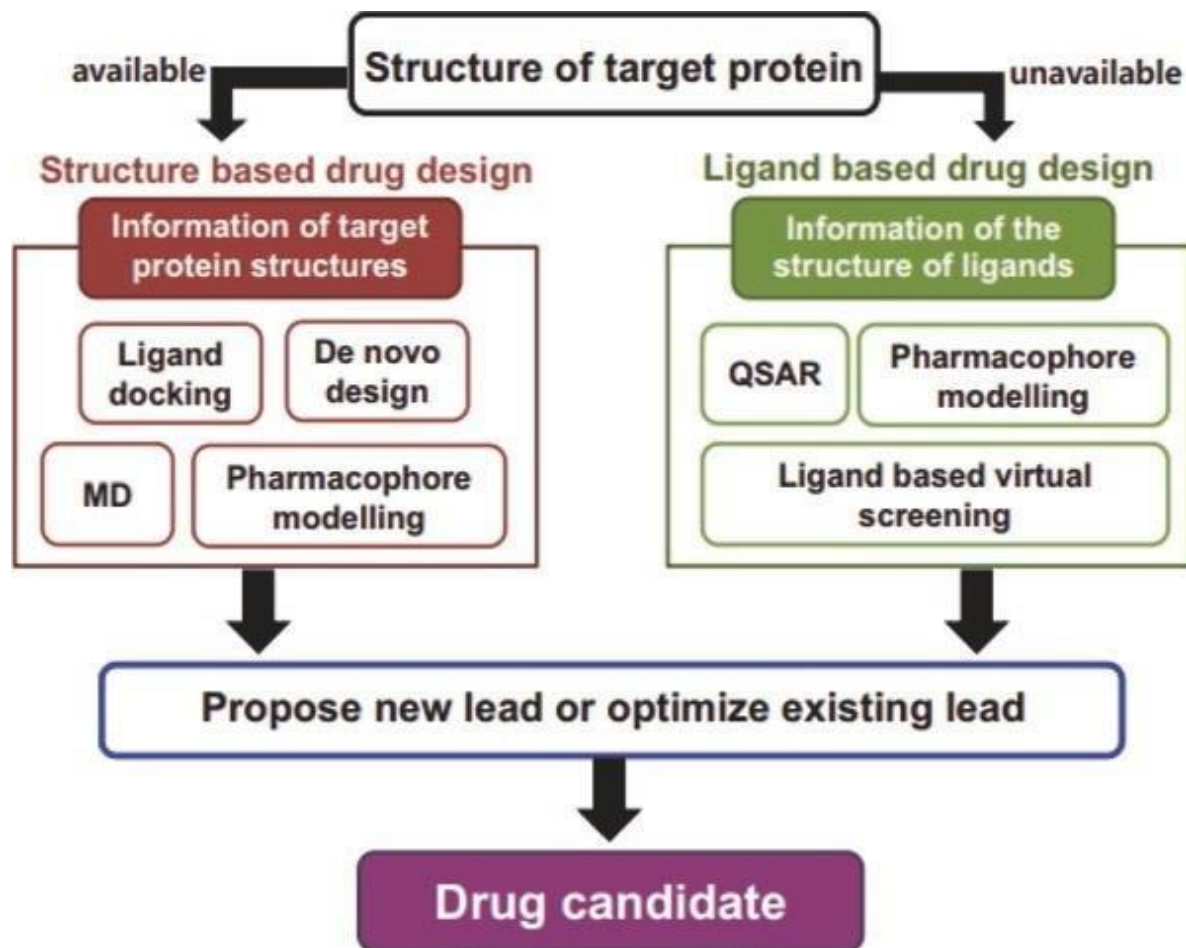 Structure of target protein
available
unavailable
Structure based drug design
Information of target
protein structures
Ligand
docking
De novo
design
MD
Pharmacophore
modelling
Ligand based drug design
Information of the
structure of ligands
QSAR
Pharmacophore
modelling
Ligand based virtual
screening
Propose new lead or optimize existing lead
Drug candidate